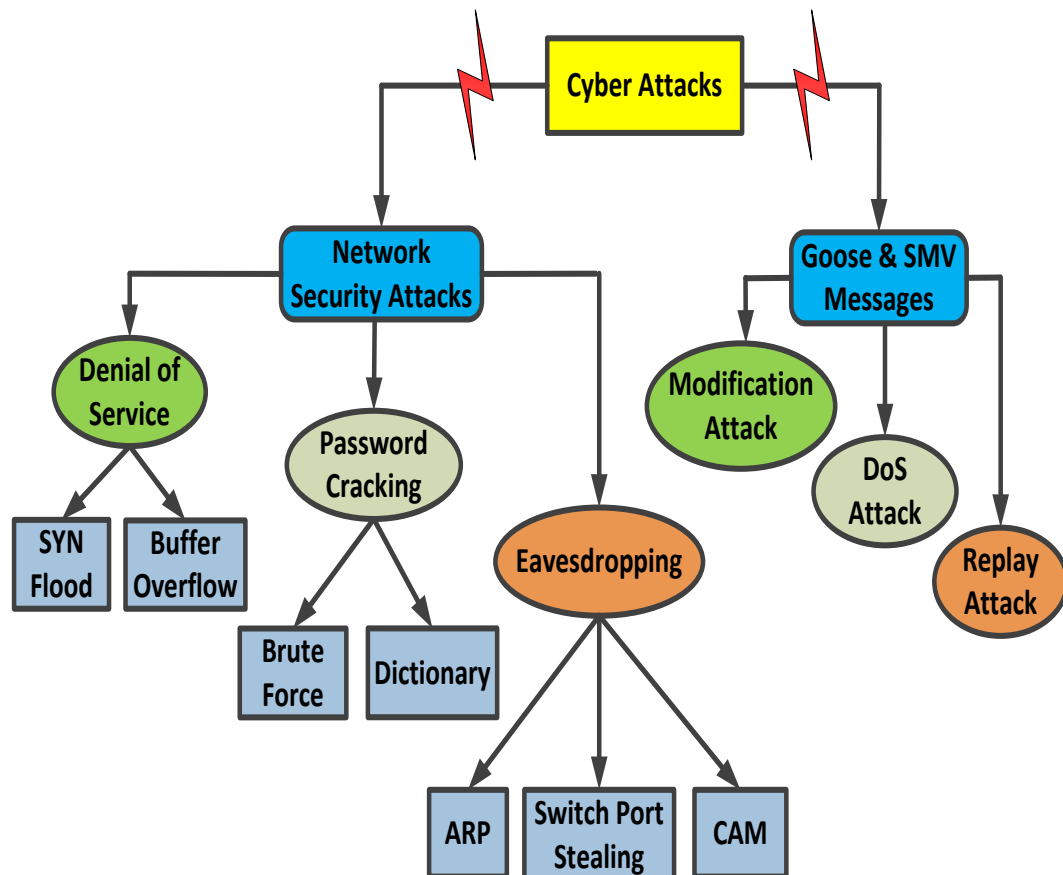 Cyber Attacks
Network
Security Attacks
Goose & SMV
Messages
Denial of
Service
Modification
Attack
Password
Cracking
DoS
Attack
SYN
Flood
Buffer
Overflow
Eavesdropping
Replay
Attack
Brute
Force
Dictionary
ARP
Switch Port
Stealing
CAM